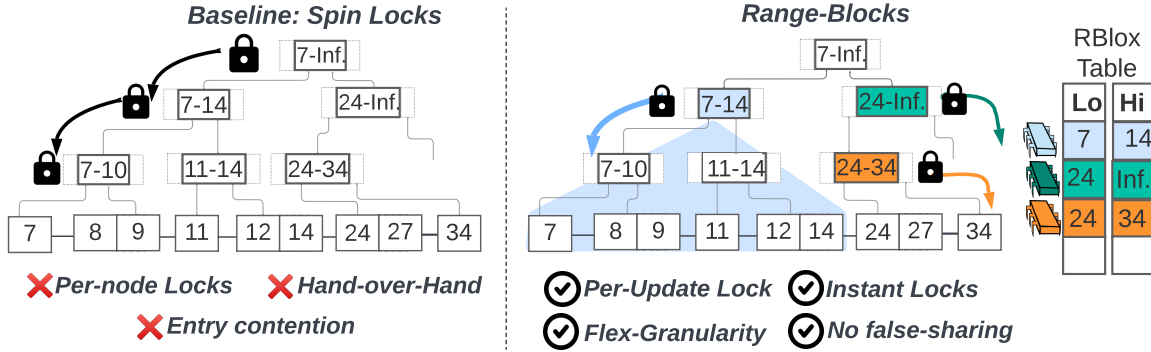 Baseline: Spin Locks
7-Inf.
7-14
24-Inf.
7-10
11-14
24-34
7
8
9
11
12
14
24
27
34
Per-node Locks
Hand-over-Hand
Entry contention
Range-Blocks
7-Inf.
7-14
24-Inf.
7-10
11-14
24-34
7
8
9
11
12
14
24
27
34
Per-Update Lock
Instant Locks
Flex-Granularity
No false-sharing
RBlox
Table
Lo Hi
7 14
24 Inf.
24 34